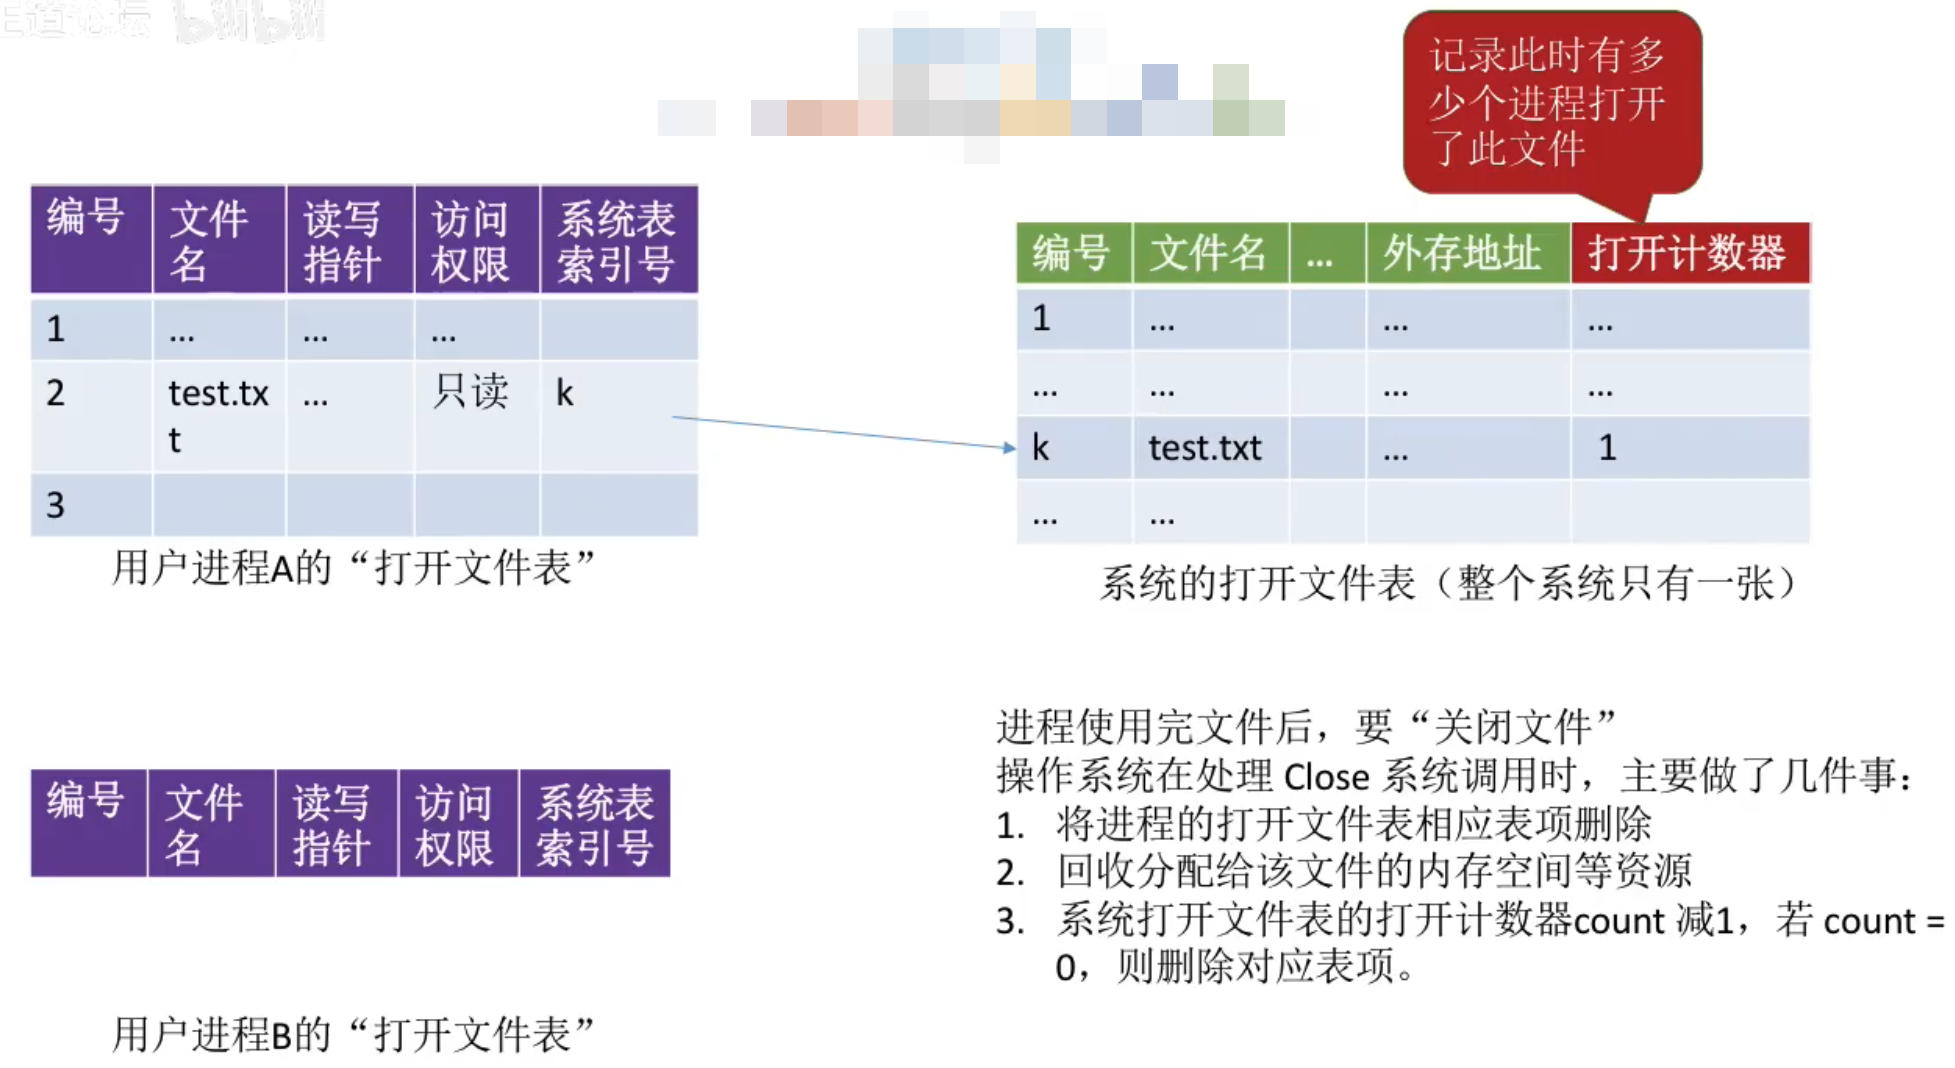 王道论坛 bilibili
记录此时有多
少个进程打开
了此文件
编号 文件名 读写指针 访问权限 系统表索引号
1 ... ... ...
2 test.txt ... 只读 k
3
用户进程A的“打开文件表”
编号 文件名 ... 外存地址 打开计数器
1 ... ... ...
... ... ... ...
k test.txt ... 1
... ...
系统的打开文件表（整个系统只有一张）
进程使用完文件后，要“关闭文件”
操作系统在处理 Close 系统调用时，主要做了几件事：
1. 将进程的打开文件表相应表项删除
2. 回收分配给该文件的内存空间等资源
3. 系统打开文件表的打开计数器count 减1，若 count =
0，则删除对应表项。
编号 文件名 读写指针 访问权限 系统表索引号
用户进程B的“打开文件表”